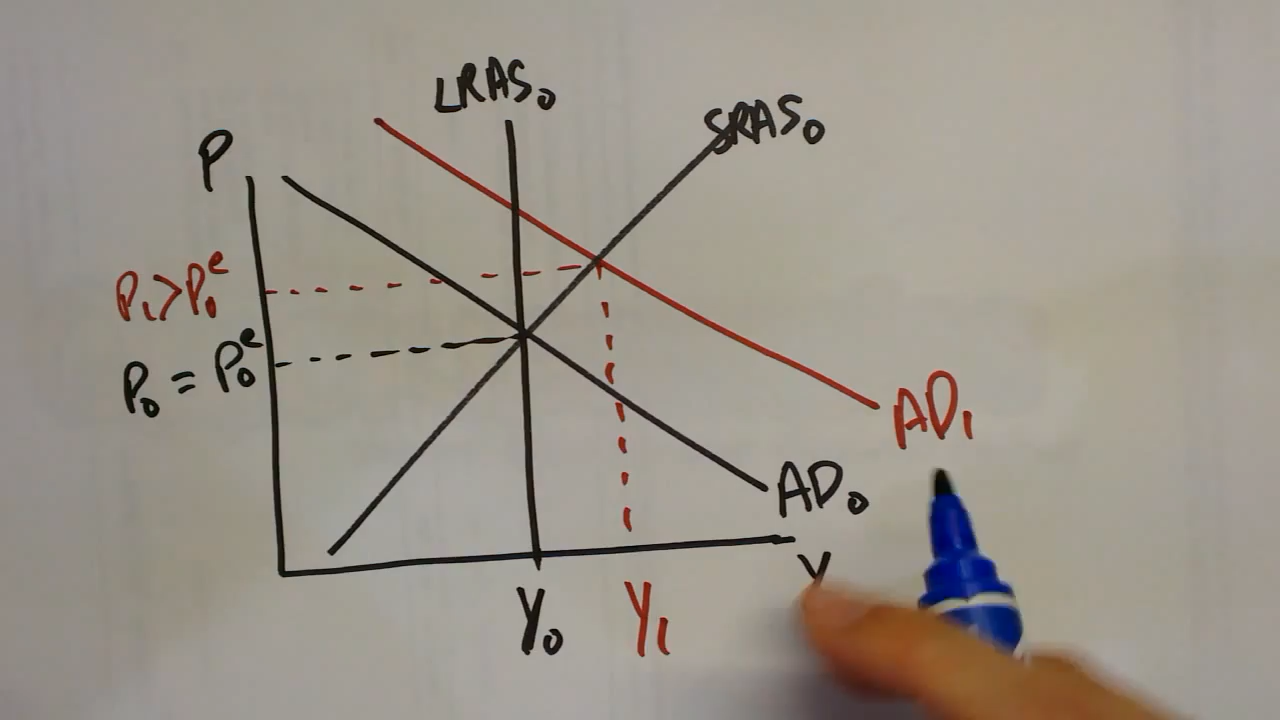 LRAS₀
SRAS₀
P
P₁>P₀ᵉ
P₀ = P₀ᵉ
AD₁
AD₀
Y
Y₀
Y₁